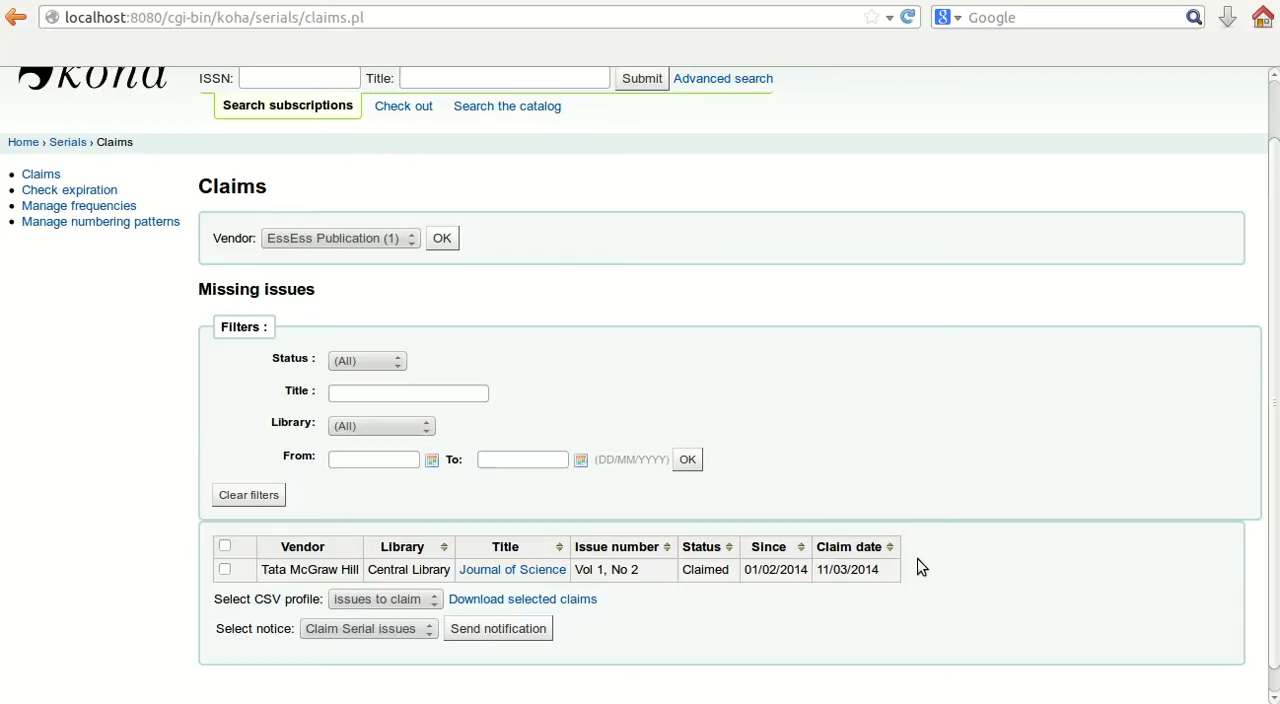 localhost:8080/cgi-bin/koha/serials/claims.pl
Google
koha
ISSN: Title: Submit Advanced search
Search subscriptions Check out Search the catalog
Home › Serials › Claims
Claims
Check expiration
Manage frequencies
Manage numbering patterns
Claims
Vendor: EssEss Publication (1) OK
Missing issues
Filters :
Status : (All)
Title :
Library: (All)
From: To: (DD/MM/YYYY) OK
Clear filters
Vendor Library Title Issue number Status Since Claim date
Tata McGraw Hill Central Library Journal of Science Vol 1, No 2 Claimed 01/02/2014 11/03/2014
Select CSV profile: issues to claim Download selected claims
Select notice: Claim Serial issues Send notification